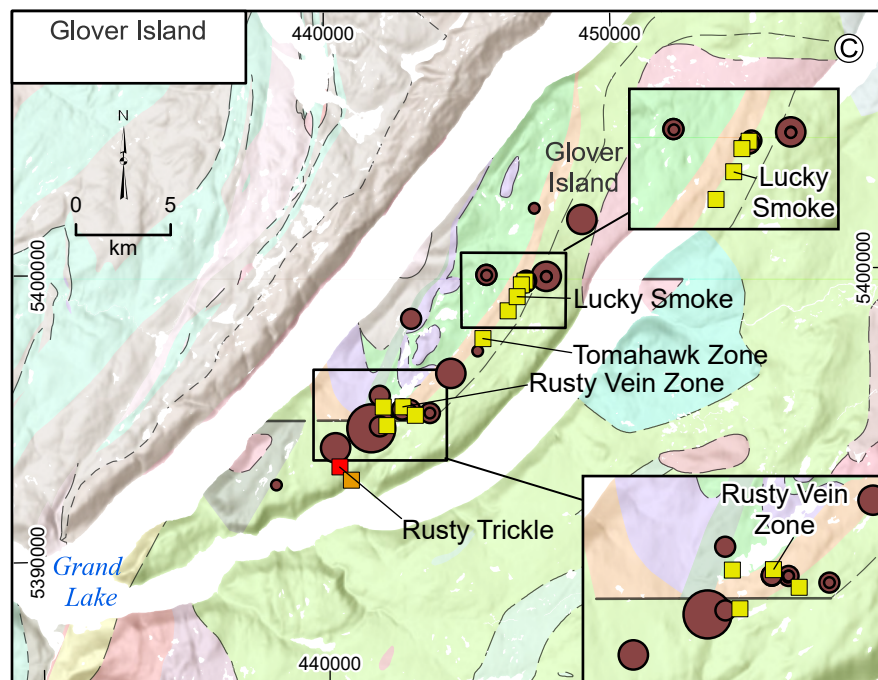 Glover Island
440000
450000
C
N
0
5
km
Glover
Island
Lucky
Smoke
5400000
5400000
Lucky Smoke
Tomahawk Zone
Rusty Vein Zone
Rusty Vein
Zone
Rusty Trickle
5390000
Grand
Lake
440000